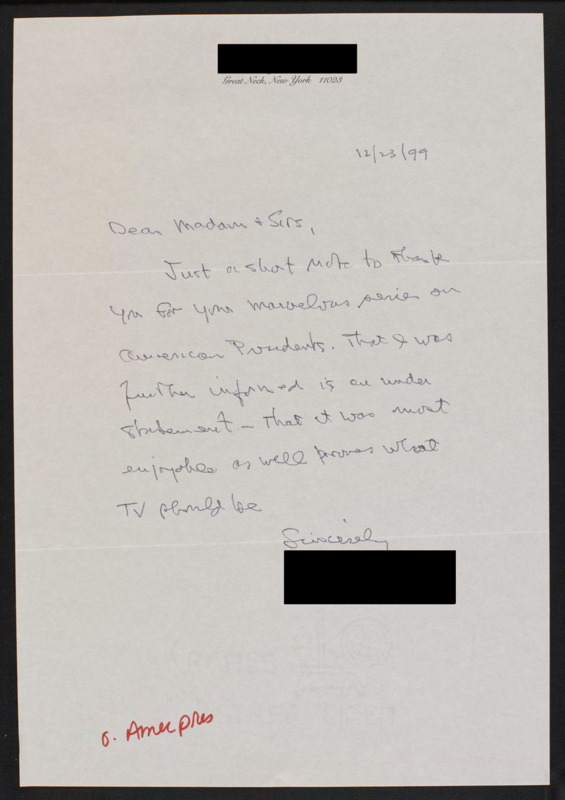 Great Neck, New York 11023
12/23/99
Dear Madam + Sirs,
Just a short note to thank
you for your marvelous series on
American Presidents. That I was
further informed is an under
statement – that it was most
enjoyable as well proves what
TV should be
Sincerely
o. Amer pres